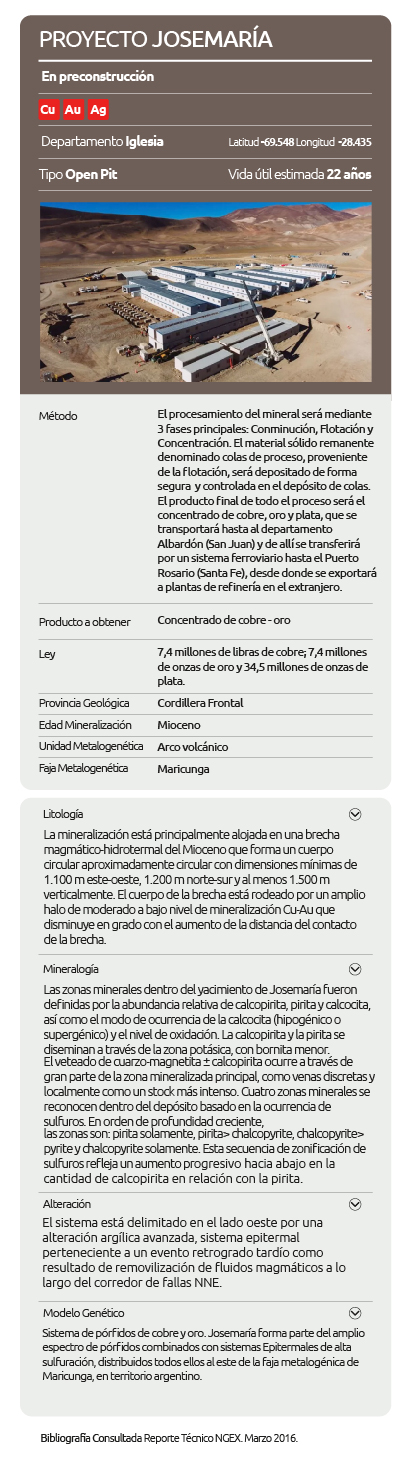 PROYECTO JOSEMARÍA
En preconstrucción
Cu Au Ag
Departamento Iglesia
Latitud -69.548 Longitud -28.435
Tipo Open Pit
Vida útil estimada 22 años
Método
El procesamiento del mineral será mediante
3 fases principales: Conminución, Flotación y
Concentración. El material sólido remanente
denominado colas de proceso, proveniente
de la flotación, será depositado de forma
segura y controlada en el depósito de colas.
El producto final de todo el proceso será el
concentrado de cobre, oro y plata, que se
transportará hasta al departamento
Albardón (San Juan) y de allí se transferirá
por un sistema ferroviario hasta el Puerto
Rosario (Santa Fe), desde donde se exportará
a plantas de refinería en el extranjero.
Producto a obtener
Concentrado de cobre - oro
Ley
7,4 millones de libras de cobre; 7,4 millones
de onzas de oro y 34,5 millones de onzas de
plata.
Provincia Geológica
Cordillera Frontal
Edad Mineralización
Mioceno
Unidad Metalogenética
Arco volcánico
Faja Metalogenética
Maricunga
Litología
La mineralización está principalmente alojada en una brecha
magmático-hidrotermal del Mioceno que forma un cuerpo
circular aproximadamente circular con dimensiones mínimas de
1.100 m este-oeste, 1.200 m norte-sur y al menos 1.500 m
verticalmente. El cuerpo de la brecha está rodeado por un amplio
halo de moderado a bajo nivel de mineralización Cu-Au que
disminuye en grado con el aumento de la distancia del contacto
de la brecha.
Mineralogía
Las zonas minerales dentro del yacimiento de Josemaría fueron
definidas por la abundancia relativa de calcopirita, pirita y calcocita,
así como el modo de ocurrencia de la calcocita (hipogénico o
supergénico) y el nivel de oxidación. La calcopirita y la pirita se
diseminan a través de la zona potásica, con bornita menor.
El veteado de cuarzo-magnetita ± calcopirita ocurre a través de
gran parte de la zona mineralizada principal, como venas discretas y
localmente como un stock más intenso. Cuatro zonas minerales se
reconocen dentro del depósito basado en la ocurrencia de
sulfuros. En orden de profundidad creciente,
las zonas son: pirita solamente, pirita> chalcopyrite, chalcopyrite>
pyrite y chalcopyrite solamente. Esta secuencia de zonificación de
sulfuros refleja un aumento progresivo hacia abajo en la
cantidad de calcopirita en relación con la pirita.
Alteración
El sistema está delimitado en el lado oeste por una
alteración argílica avanzada, sistema epitermal
perteneciente a un evento retrogrado tardío como
resultado de removilización de fluidos magmáticos a lo
largo del corredor de fallas NNE.
Modelo Genético
Sistema de pórfidos de cobre y oro. Josemaría forma parte del amplio
espectro de pórfidos combinados con sistemas Epitermales de alta
sulfuración, distribuidos todos ellos al este de la faja metalogénica de
Maricunga, en territorio argentino.
Bibliografía Consultada Reporte Técnico NGEX. Marzo 2016.